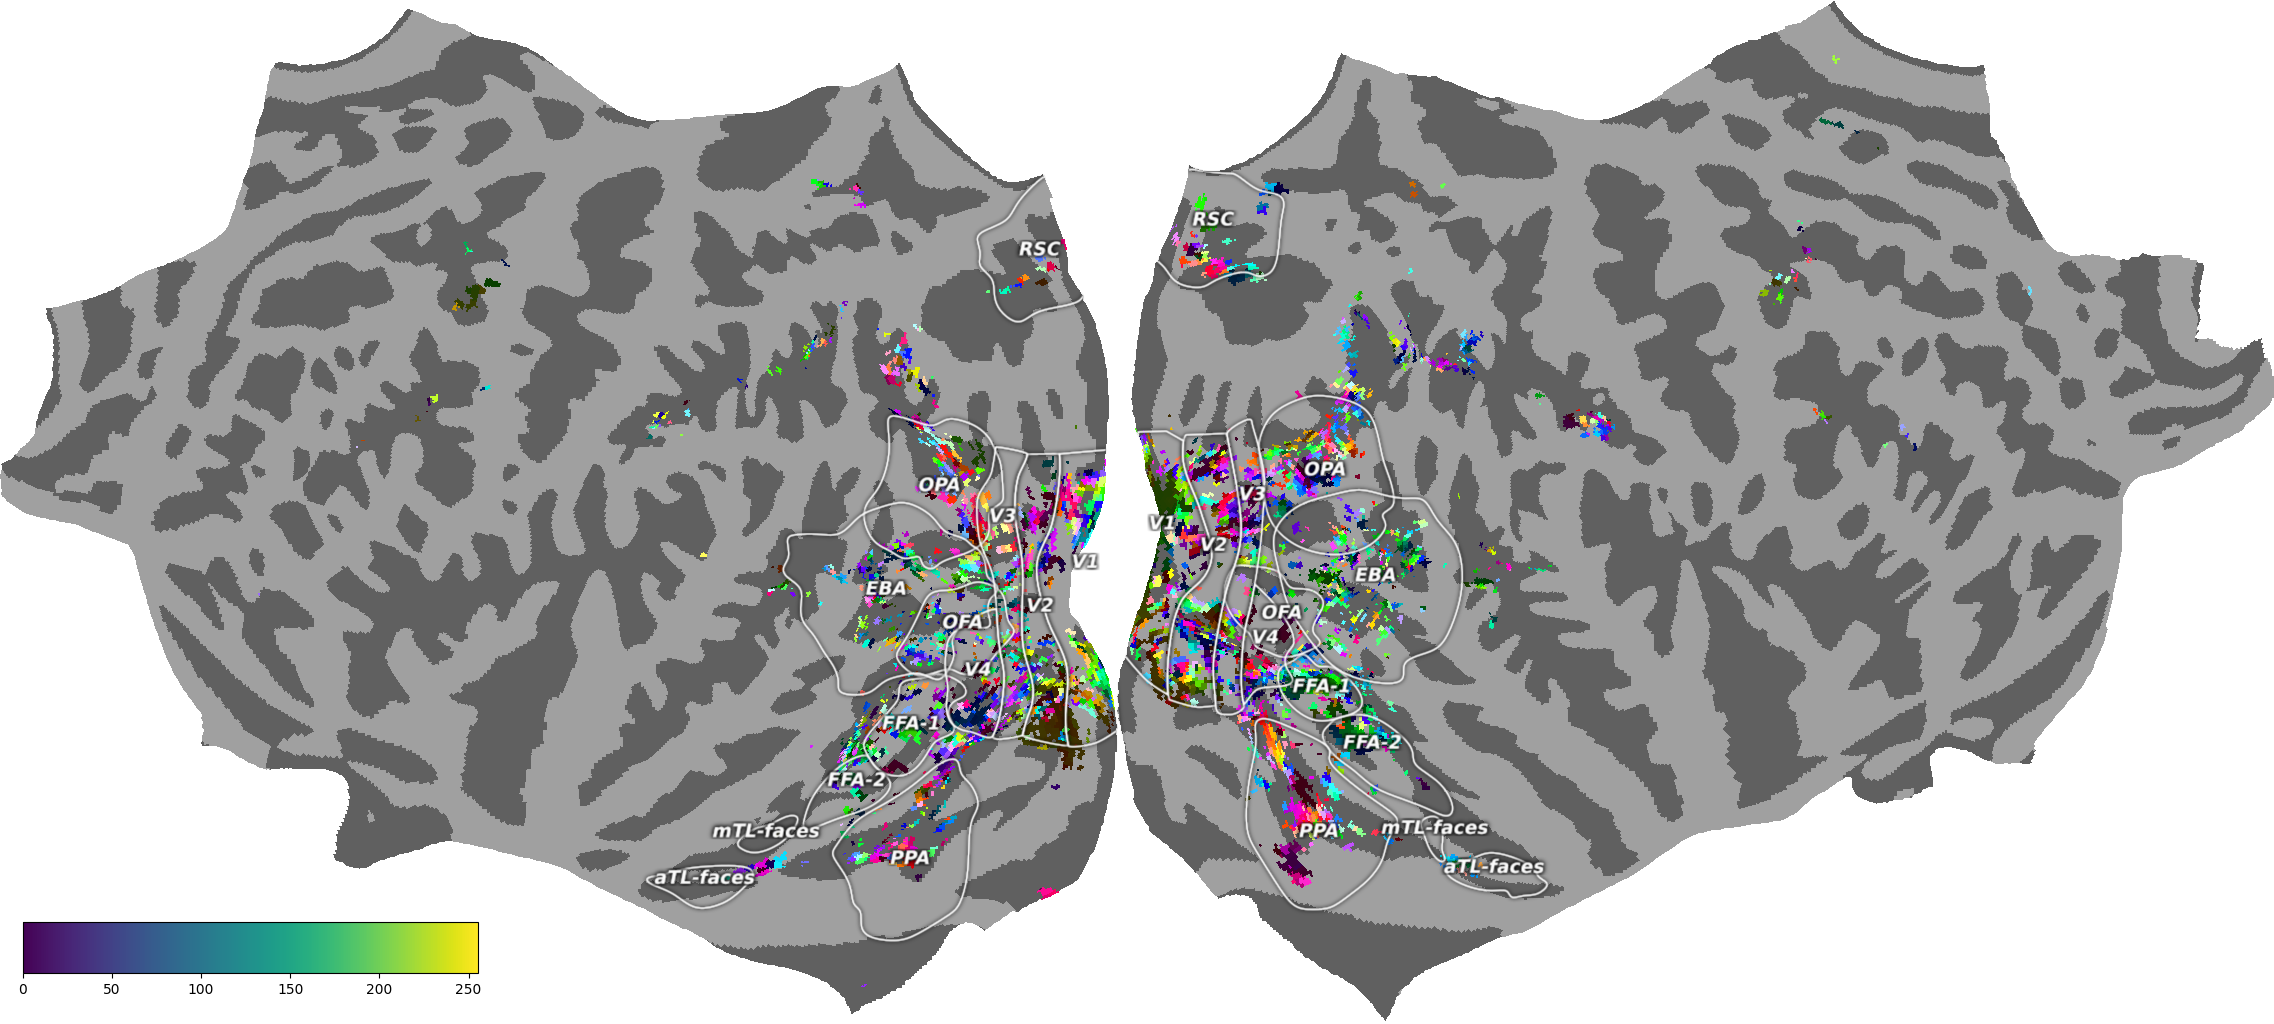 RSC
OPA
V3
V1
EBA
V2
OFA
V4
FFA-1
FFA-2
mTL-faces
PPA
aTL-faces
RSC
OPA
V3
V1
V2
EBA
OFA
V4
FFA-1
FFA-2
PPA
mTL-faces
aTL-faces
0 50 100 150 200 250